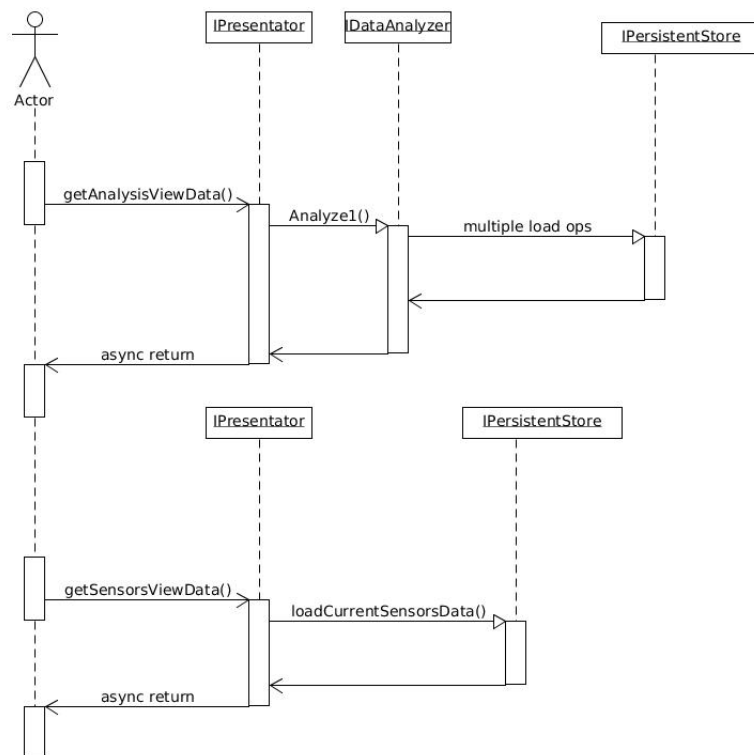 IPresentator
IDataAnalyzer
IPersistentStore
Actor
getAnalysisViewData()
Analyze1()
multiple load ops
async return
IPresentator
IPersistentStore
getSensorsViewData()
loadCurrentSensorsData()
async return